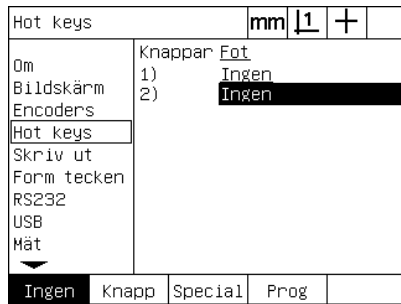 Hot keys mm 1
Om
Bildskärm
Encoders
Hot keys
Skriv ut
Form tecken
RS232
USB
Mät
Knappar Fot
1) Ingen
2) Ingen
Ingen Knapp Special Prog